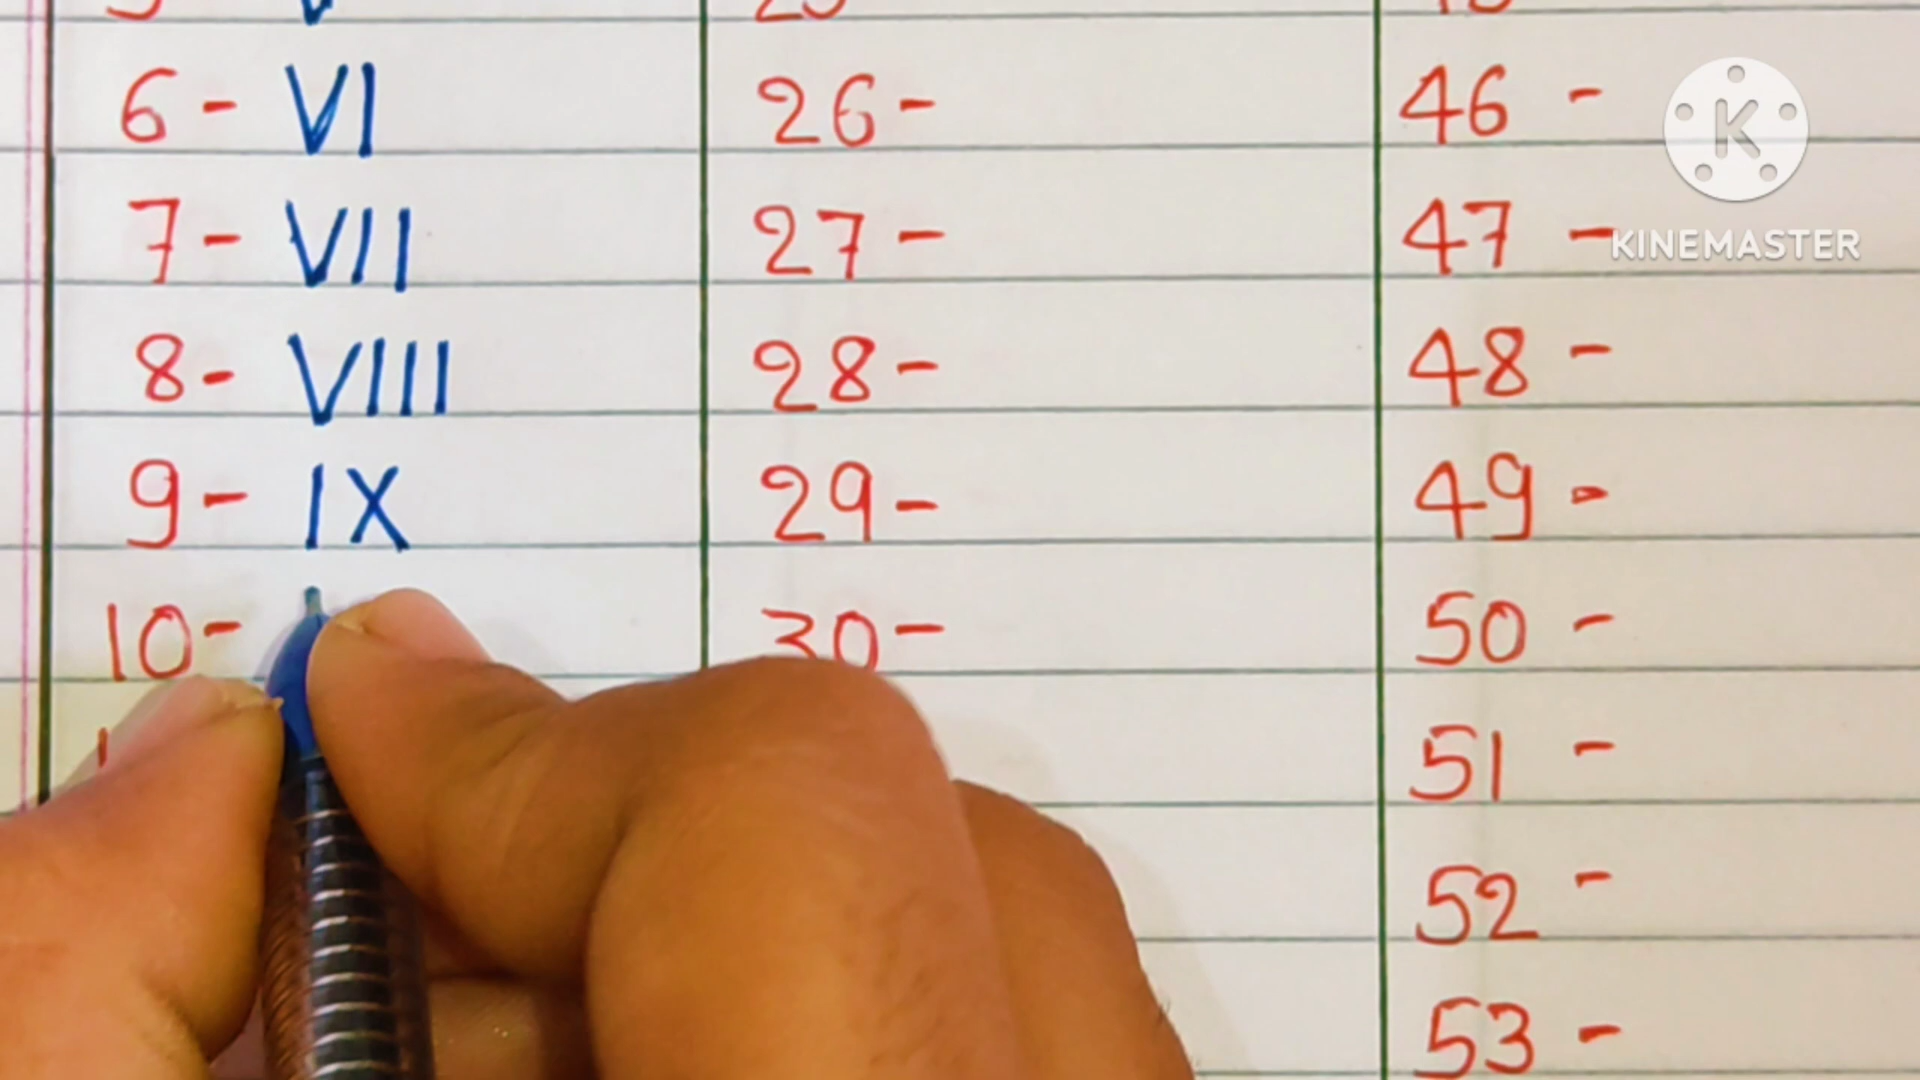 6 - VI
7 - VII
8 - VIII
9 - IX
10 -
26 -
27 -
28 -
29 -
30 -
46 -
47 -
48 -
49 -
50 -
51 -
52 -
53 -
K
KINEMASTER